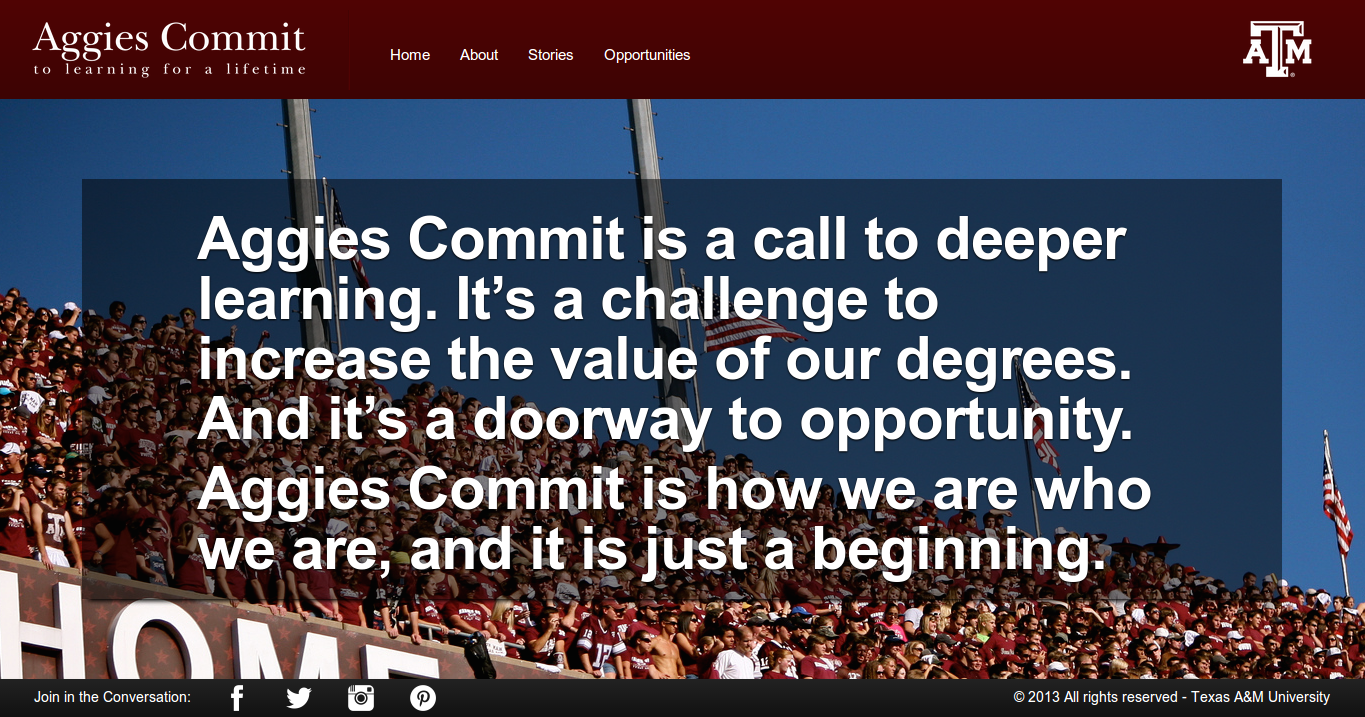 Aggies Commit
to learning for a lifetime
Home About Stories Opportunities
ATM
Aggies Commit is a call to deeper
learning. It’s a challenge to
increase the value of our degrees.
And it’s a doorway to opportunity.
Aggies Commit is how we are who
we are, and it is just a beginning.
12
HOME
Join in the Conversation:
© 2013 All rights reserved - Texas A&M University